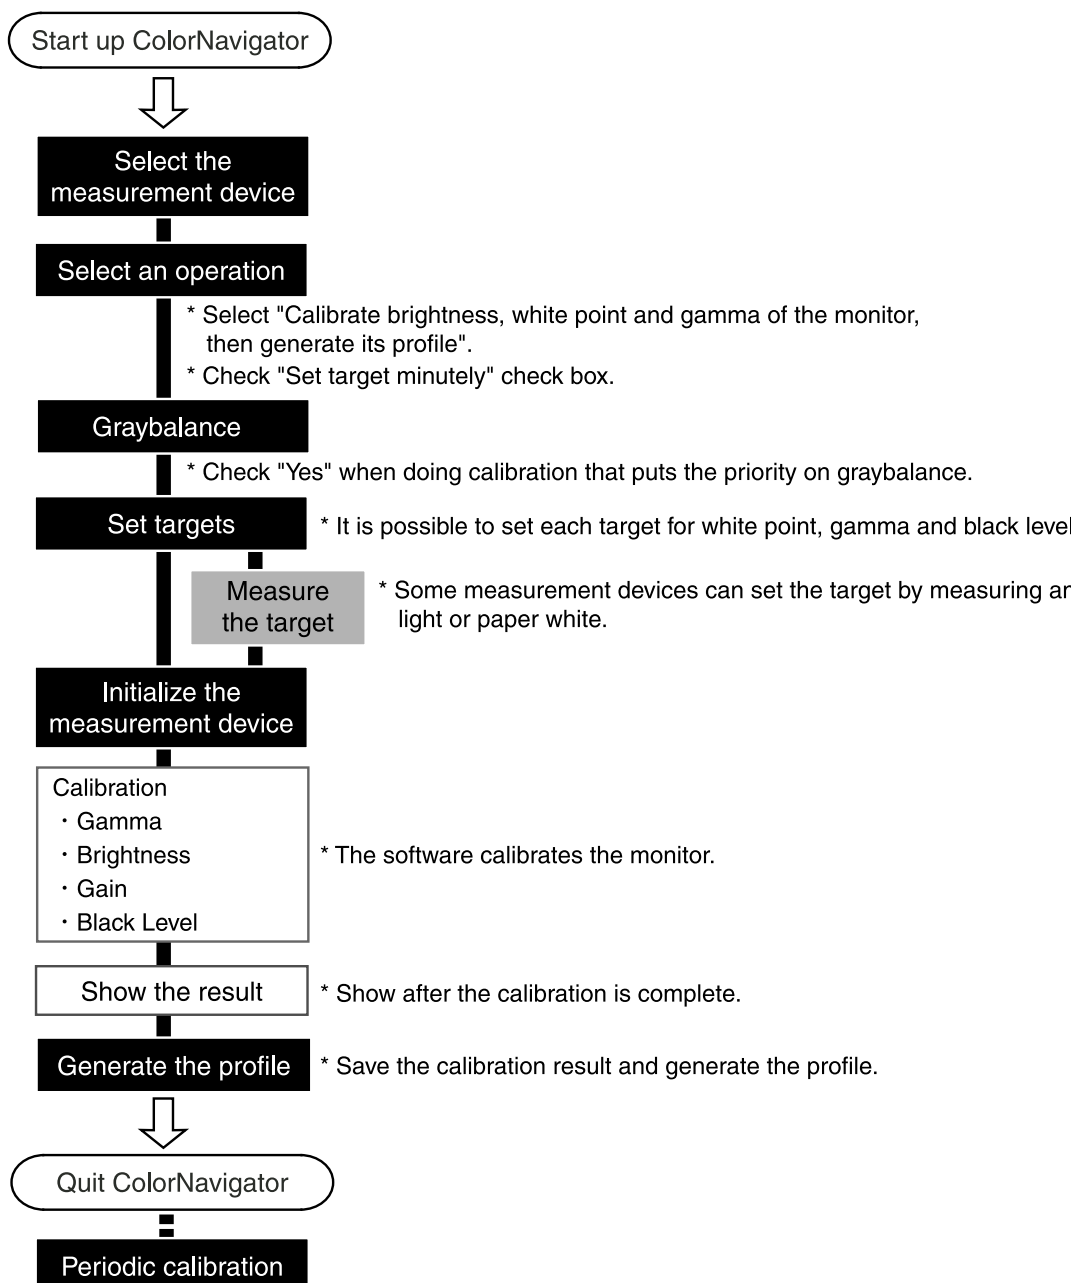 Start up ColorNavigator
Select the
measurement device
Select an operation
* Select "Calibrate brightness, white point and gamma of the monitor,
then generate its profile".
* Check "Set target minutely" check box.
Graybalance
* Check "Yes" when doing calibration that puts the priority on graybalance.
Set targets
* It is possible to set each target for white point, gamma and black level
Measure
the target
* Some measurement devices can set the target by measuring
light or paper white.
Initialize the
measurement device
Calibration
・Gamma
・Brightness
・Gain
・Black Level
* The software calibrates the monitor.
Show the result
* Show after the calibration is complete.
Generate the profile
* Save the calibration result and generate the profile.
Quit ColorNavigator
Periodic calibration